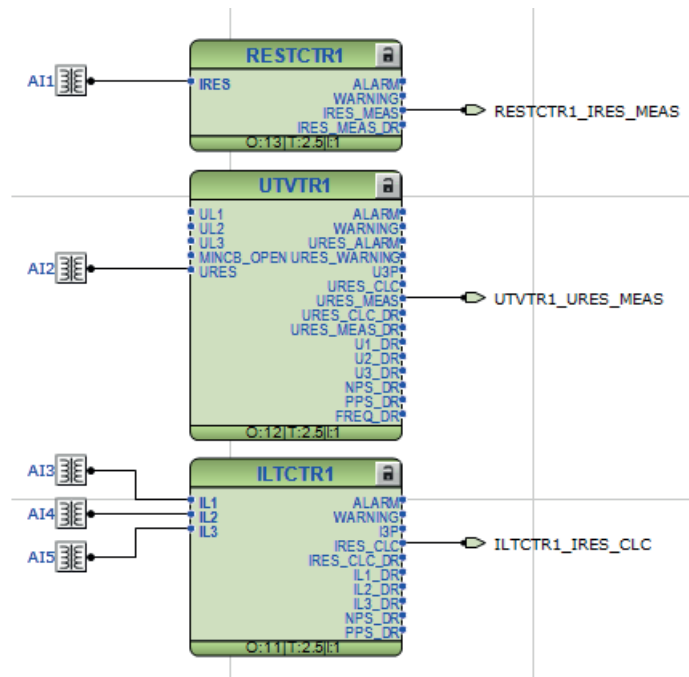 RESTCTR1
AI1
IRES
ALARM
WARNING
IRES_MEAS
RESTCTR1_IRES_MEAS
IRES_MEAS_DR
O:13|T:2.5|I:1
UTVTR1
UL1
ALARM
UL2
WARNING
UL3
URES_ALARM
MINCB_OPEN
URES_WARNING
AI2
URES
U3P
URES_CLC
URES_MEAS
UTVTR1_URES_MEAS
URES_CLC_DR
URES_MEAS_DR
U1_DR
U2_DR
U3_DR
NPS_DR
PPS_DR
FREQ_DR
O:12|T:2.5|I:1
ILTCTR1
AI3
IL1
ALARM
AI4
IL2
WARNING
IL3
I3P
AI5
IRES_CLC
ILTCTR1_IRES_CLC
IRES_CLC_DR
IL1_DR
IL2_DR
IL3_DR
NPS_DR
PPS_DR
O:11|T:2.5|I:1